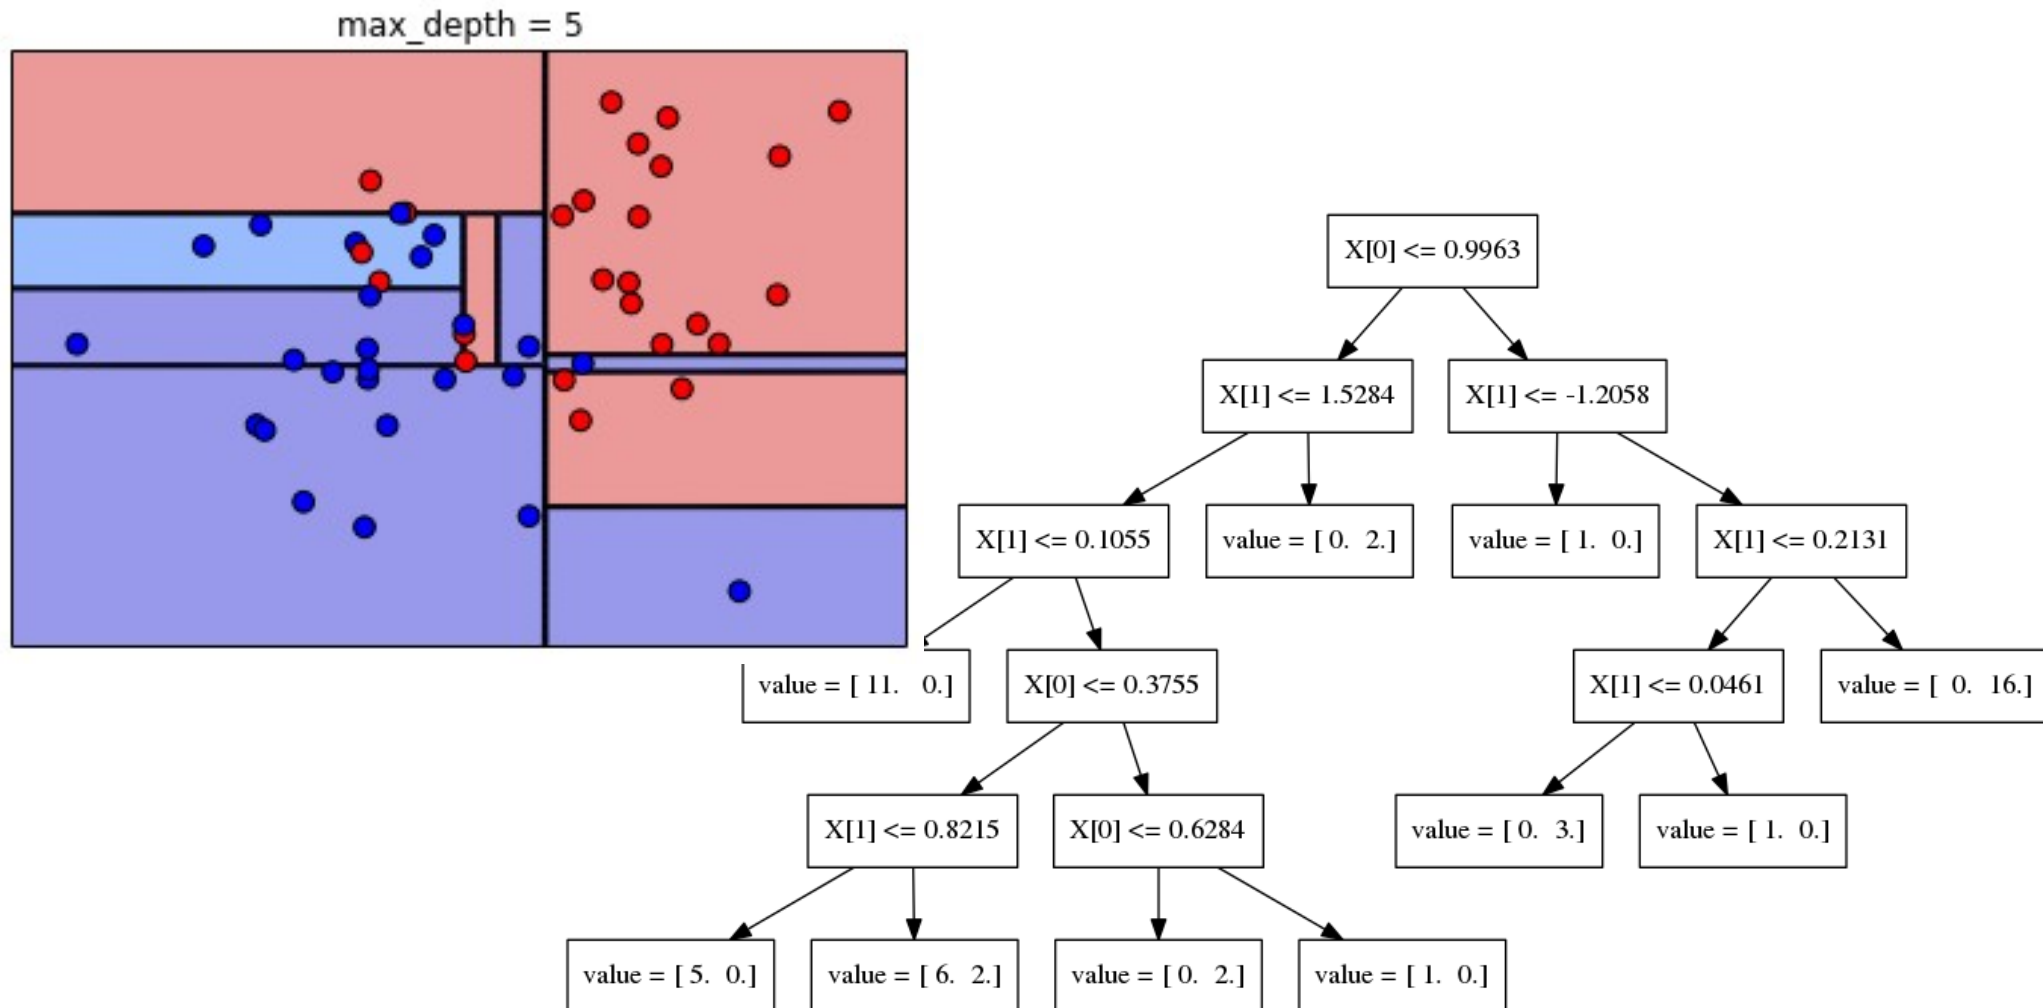 max_depth = 5
X[0] <= 0.9963
X[1] <= 1.5284
X[1] <= -1.2058
X[1] <= 0.1055
value = [ 0. 2.]
value = [ 1. 0.]
X[1] <= 0.2131
value = [ 11. 0.]
X[0] <= 0.3755
X[1] <= 0.0461
value = [ 0. 16.]
X[1] <= 0.8215
X[0] <= 0.6284
value = [ 0. 3.]
value = [ 1. 0.]
value = [ 5. 0.]
value = [ 6. 2.]
value = [ 0. 2.]
value = [ 1. 0.]